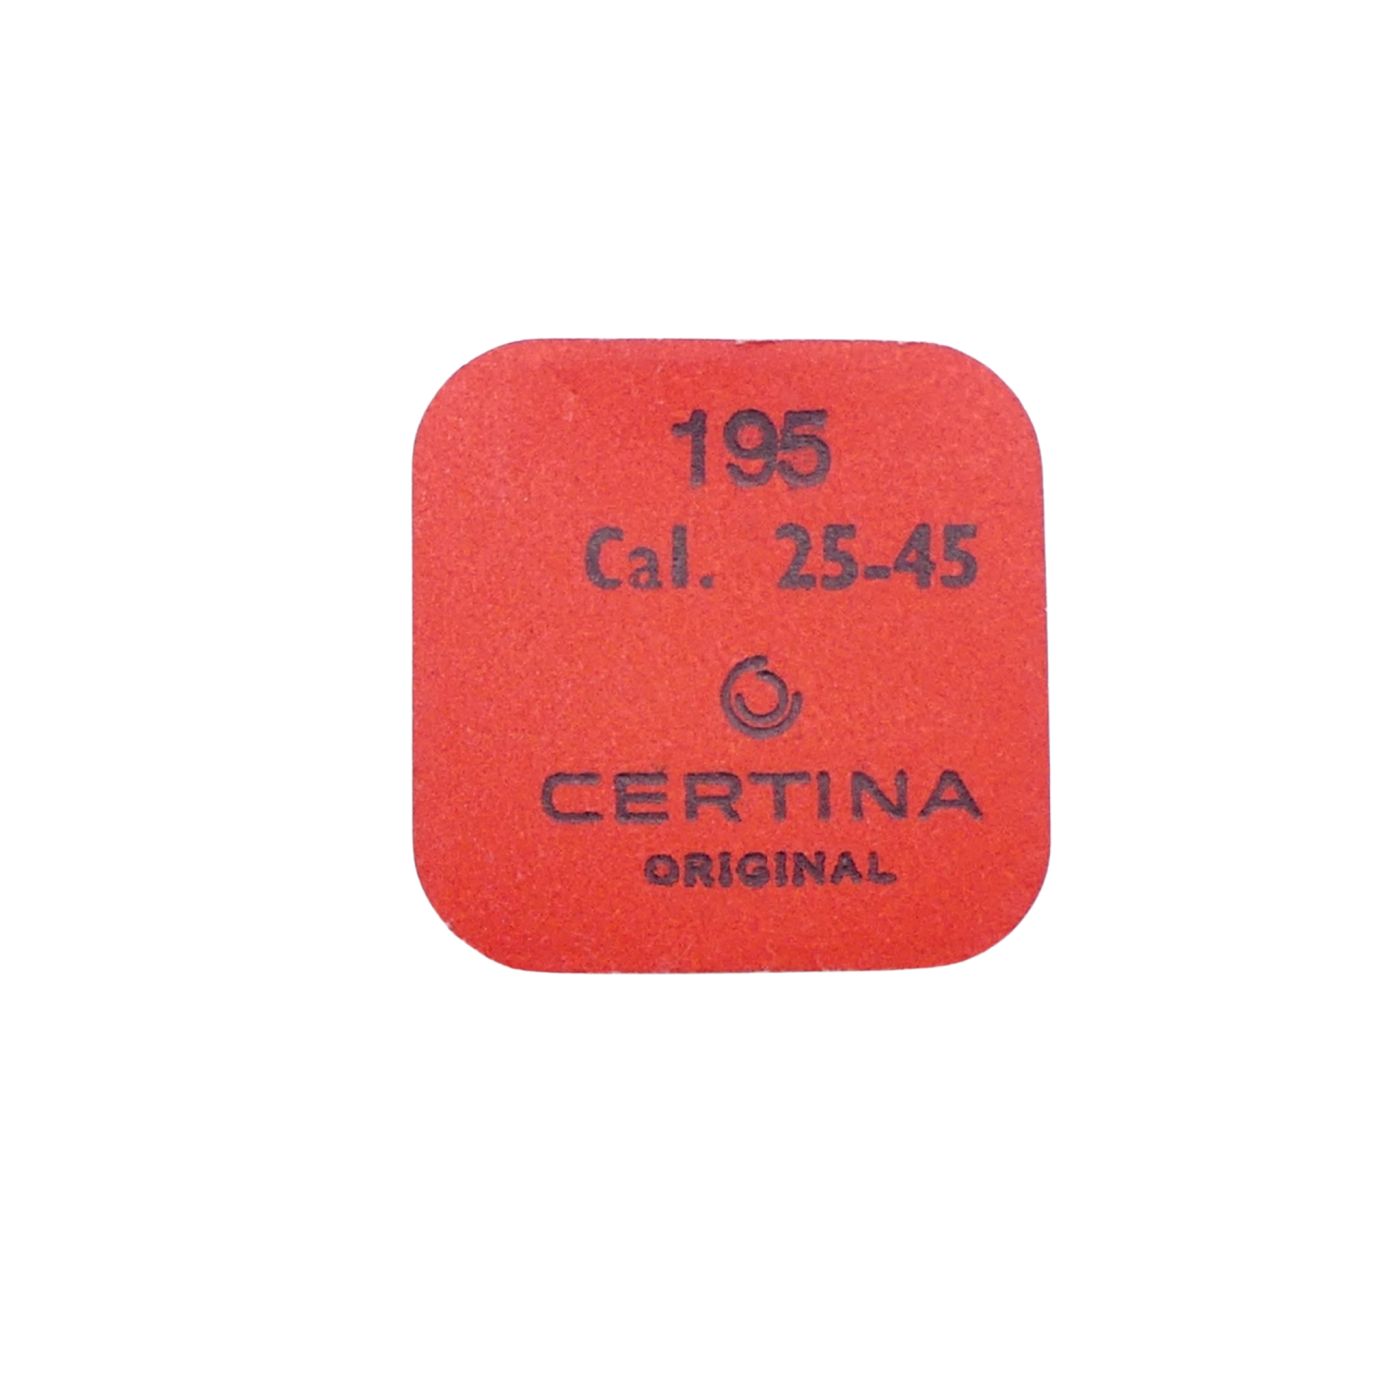 195
Cal. 25-45
CERTINA
ORIGINAL